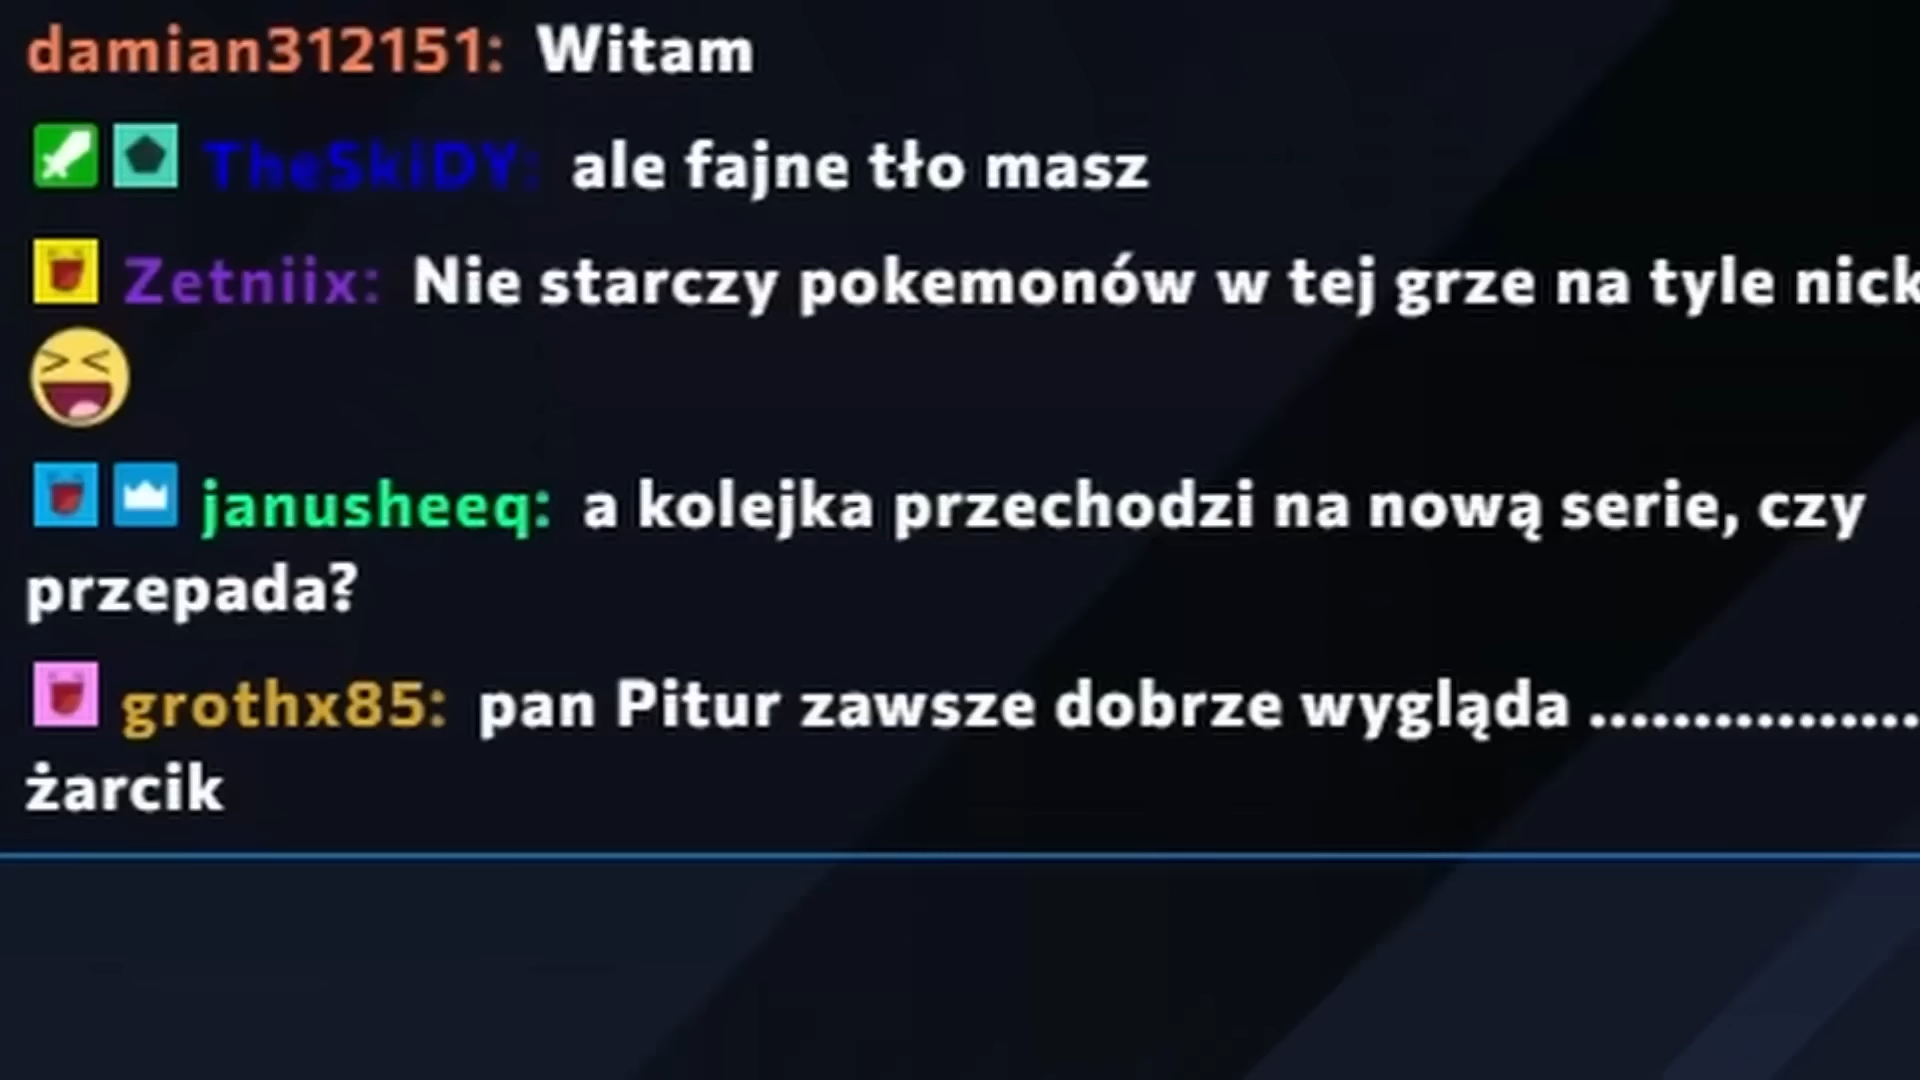 damian312151: Witam
TheSkiDY: ale fajne tło masz
Zetniix: Nie starczy pokemonów w tej grze na tyle nick
janusheeq: a kolejka przechodzi na nową serie, czy
przepada?
grothx85: pan Pitur zawsze dobrze wygląda ................
żarcik